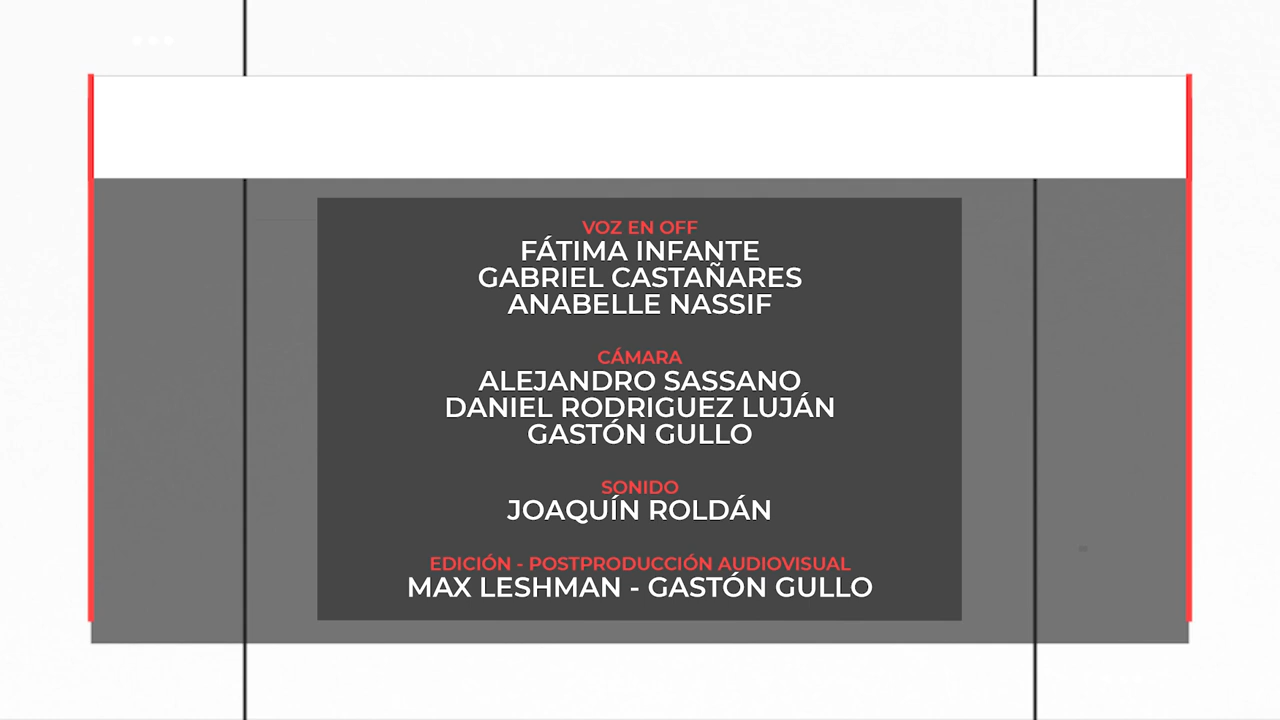 VOZ EN OFF
FÁTIMA INFANTE
GABRIEL CASTAÑARES
ANABELLE NASSIF
CÁMARA
ALEJANDRO SASSANO
DANIEL RODRIGUEZ LUJÁN
GASTÓN GULLO
SONIDO
JOAQUÍN ROLDÁN
EDICIÓN - POSTPRODUCCIÓN AUDIOVISUAL
MAX LESHMAN - GASTÓN GULLO